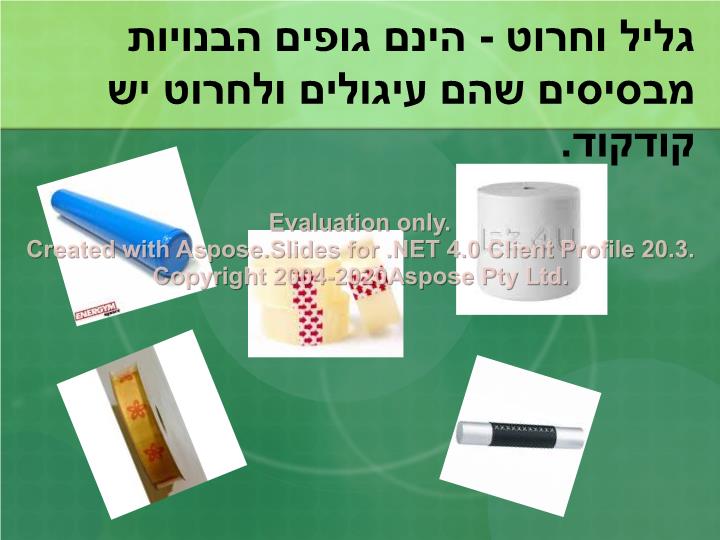 גליל וחרוט - הינם גופים הבנויות
מבסיסים שהם עיגולים ולחרוט יש
קודקוד.
Evaluation only.
Created with Aspose.Slides for .NET 4.0 Client Profile 20.3.
Copyright 2004-2020Aspose Pty Ltd.
ENERGYM